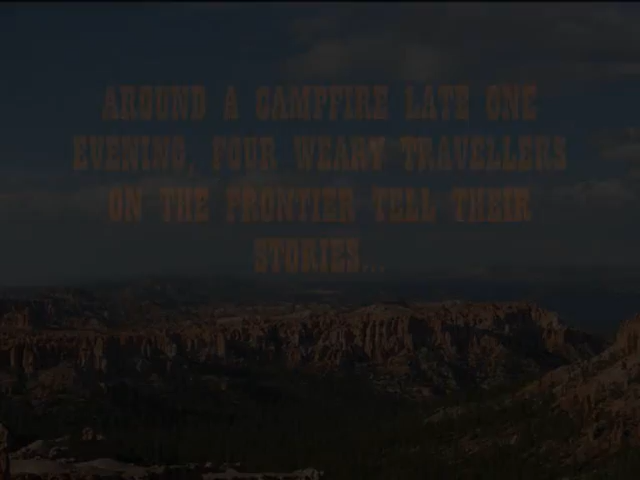 AROUND A CAMPFIRE LATE ONE
EVENING, FOUR WEARY TRAVELLERS
ON THE FRONTIER TELL THEIR
STORIES...